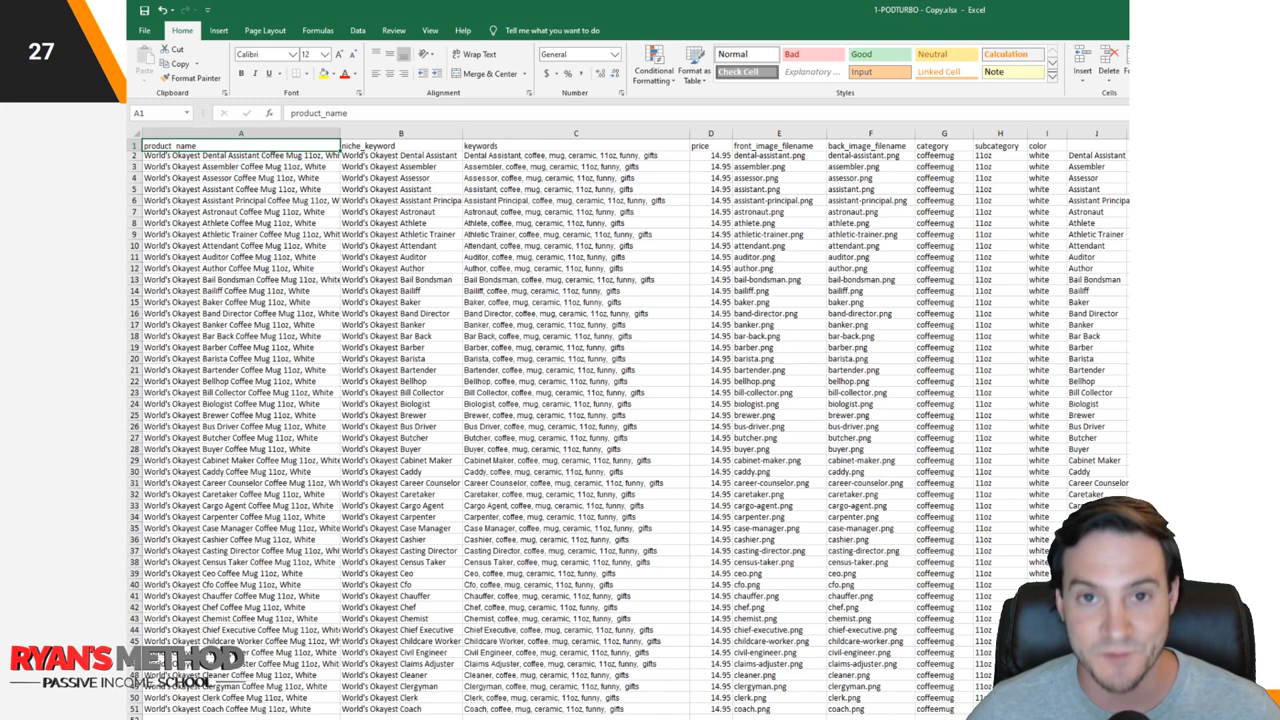 27
1-PODTURBO - Copy.xlsx - Excel
File Home Insert Page Layout Formulas Data Review View Help Tell me what you want to do
Cut
Copy
Format Painter
Paste
Clipboard
Calibri 12
Font
Wrap Text
Merge & Center
Alignment
General
Number
Conditional Formatting
Format as Table
Normal Bad Good Neutral Calculation
Check Cell Explanatory ... Input Linked Cell Note
Styles
Insert Delete
Cells
A1 fx product_name
A B C D E F G H I J
1 product_name niche_keyword keywords price front_image_filename back_image_filename category subcategory color
2 World's Okayest Dental Assistant Coffee Mug 11oz, Whi World's Okayest Dental Assistant Dental Assistant, coffee, mug, ceramic, 11oz, funny, gifts 14.95 dental-assistant.png dental-assistant.png coffeemug 11oz white Dental Assistant
3 World's Okayest Assembler Coffee Mug 11oz, White World's Okayest Assembler Assembler, coffee, mug, ceramic, 11oz, funny, gifts 14.95 assembler.png assembler.png coffeemug 11oz white Assembler
4 World's Okayest Assessor Coffee Mug 11oz, White World's Okayest Assessor Assessor, coffee, mug, ceramic, 11oz, funny, gifts 14.95 assessor.png assessor.png coffeemug 11oz white Assessor
5 World's Okayest Assistant Coffee Mug 11oz, White World's Okayest Assistant Assistant, coffee, mug, ceramic, 11oz, funny, gifts 14.95 assistant.png assistant.png coffeemug 11oz white Assistant
6 World's Okayest Assistant Principal Coffee Mug 11oz, W World's Okayest Assistant Principa Assistant Principal, coffee, mug, ceramic, 11oz, funny, gifts 14.95 assistant-principal.png assistant-principal.png coffeemug 11oz white Assistant Principa
7 World's Okayest Astronaut Coffee Mug 11oz, White World's Okayest Astronaut Astronaut, coffee, mug, ceramic, 11oz, funny, gifts 14.95 astronaut.png astronaut.png coffeemug 11oz white Astronaut
8 World's Okayest Athlete Coffee Mug 11oz, White World's Okayest Athlete Athlete, coffee, mug, ceramic, 11oz, funny, gifts 14.95 athlete.png athlete.png coffeemug 11oz white Athlete
9 World's Okayest Athletic Trainer Coffee Mug 11oz, Whit World's Okayest Athletic Trainer Athletic Trainer, coffee, mug, ceramic, 11oz, funny, gifts 14.95 athletic-trainer.png athletic-trainer.png coffeemug 11oz white Athletic Trainer
10 World's Okayest Attendant Coffee Mug 11oz, White World's Okayest Attendant Attendant, coffee, mug, ceramic, 11oz, funny, gifts 14.95 attendant.png attendant.png coffeemug 11oz white Attendant
11 World's Okayest Auditor Coffee Mug 11oz, White World's Okayest Auditor Auditor, coffee, mug, ceramic, 11oz, funny, gifts 14.95 auditor.png auditor.png coffeemug 11oz white Auditor
12 World's Okayest Author Coffee Mug 11oz, White World's Okayest Author Author, coffee, mug, ceramic, 11oz, funny, gifts 14.95 author.png author.png coffeemug 11oz white Author
13 World's Okayest Bail Bondsman Coffee Mug 11oz, White World's Okayest Bail Bondsman Bail Bondsman, coffee, mug, ceramic, 11oz, funny, gifts 14.95 bail-bondsman.png bail-bondsman.png coffeemug 11oz white Bail Bondsman
14 World's Okayest Bailiff Coffee Mug 11oz, White World's Okayest Bailiff Bailiff, coffee, mug, ceramic, 11oz, funny, gifts 14.95 bailiff.png bailiff.png coffeemug 11oz white Bailiff
15 World's Okayest Baker Coffee Mug 11oz, White World's Okayest Baker Baker, coffee, mug, ceramic, 11oz, funny, gifts 14.95 baker.png baker.png coffeemug 11oz white Baker
16 World's Okayest Band Director Coffee Mug 11oz, White World's Okayest Band Director Band Director, coffee, mug, ceramic, 11oz, funny, gifts 14.95 band-director.png band-director.png coffeemug 11oz white Band Director
17 World's Okayest Banker Coffee Mug 11oz, White World's Okayest Banker Banker, coffee, mug, ceramic, 11oz, funny, gifts 14.95 banker.png banker.png coffeemug 11oz white Banker
18 World's Okayest Bar Back Coffee Mug 11oz, White World's Okayest Bar Back Bar Back, coffee, mug, ceramic, 11oz, funny, gifts 14.95 bar-back.png bar-back.png coffeemug 11oz white Bar Back
19 World's Okayest Barber Coffee Mug 11oz, White World's Okayest Barber Barber, coffee, mug, ceramic, 11oz, funny, gifts 14.95 barber.png barber.png coffeemug 11oz white Barber
20 World's Okayest Barista Coffee Mug 11oz, White World's Okayest Barista Barista, coffee, mug, ceramic, 11oz, funny, gifts 14.95 barista.png barista.png coffeemug 11oz white Barista
21 World's Okayest Bartender Coffee Mug 11oz, White World's Okayest Bartender Bartender, coffee, mug, ceramic, 11oz, funny, gifts 14.95 bartender.png bartender.png coffeemug 11oz white Bartender
22 World's Okayest Bellhop Coffee Mug 11oz, White World's Okayest Bellhop Bellhop, coffee, mug, ceramic, 11oz, funny, gifts 14.95 bellhop.png bellhop.png coffeemug 11oz white Bellhop
23 World's Okayest Bill Collector Coffee Mug 11oz, White World's Okayest Bill Collector Bill Collector, coffee, mug, ceramic, 11oz, funny, gifts 14.95 bill-collector.png bill-collector.png coffeemug 11oz white Bill Collector
24 World's Okayest Biologist Coffee Mug 11oz, White World's Okayest Biologist Biologist, coffee, mug, ceramic, 11oz, funny, gifts 14.95 biologist.png biologist.png coffeemug 11oz white Biologist
25 World's Okayest Brewer Coffee Mug 11oz, White World's Okayest Brewer Brewer, coffee, mug, ceramic, 11oz, funny, gifts 14.95 brewer.png brewer.png coffeemug 11oz white Brewer
26 World's Okayest Bus Driver Coffee Mug 11oz, White World's Okayest Bus Driver Bus Driver, coffee, mug, ceramic, 11oz, funny, gifts 14.95 bus-driver.png bus-driver.png coffeemug 11oz white Bus Driver
27 World's Okayest Butcher Coffee Mug 11oz, White World's Okayest Butcher Butcher, coffee, mug, ceramic, 11oz, funny, gifts 14.95 butcher.png butcher.png coffeemug 11oz white Butcher
28 World's Okayest Buyer Coffee Mug 11oz, White World's Okayest Buyer Buyer, coffee, mug, ceramic, 11oz, funny, gifts 14.95 buyer.png buyer.png coffeemug 11oz white Buyer
29 World's Okayest Cabinet Maker Coffee Mug 11oz, White World's Okayest Cabinet Maker Cabinet Maker, coffee, mug, ceramic, 11oz, funny, gifts 14.95 cabinet-maker.png cabinet-maker.png coffeemug 11oz white Cabinet Maker
30 World's Okayest Caddy Coffee Mug 11oz, White World's Okayest Caddy Caddy, coffee, mug, ceramic, 11oz, funny, gifts 14.95 caddy.png caddy.png coffeemug 11oz white Caddy
31 World's Okayest Career Counselor Coffee Mug 11oz, Wh World's Okayest Career Counselor Career Counselor, coffee, mug, ceramic, 11oz, funny, gifts 14.95 career-counselor.png career-counselor.png coffeemug 11oz white Career Counselor
32 World's Okayest Caretaker Coffee Mug 11oz, White World's Okayest Caretaker Caretaker, coffee, mug, ceramic, 11oz, funny, gifts 14.95 caretaker.png caretaker.png coffeemug 11oz white Caretaker
33 World's Okayest Cargo Agent Coffee Mug 11oz, White World's Okayest Cargo Agent Cargo Agent, coffee, mug, ceramic, 11oz, funny, gifts 14.95 cargo-agent.png cargo-agent.png coffeemug 11oz white Cargo Agent
34 World's Okayest Carpenter Coffee Mug 11oz, White World's Okayest Carpenter Carpenter, coffee, mug, ceramic, 11oz, funny, gifts 14.95 carpenter.png carpenter.png coffeemug 11oz white Carpenter
35 World's Okayest Case Manager Coffee Mug 11oz, White World's Okayest Case Manager Case Manager, coffee, mug, ceramic, 11oz, funny, gifts 14.95 case-manager.png case-manager.png coffeemug 11oz white
36 World's Okayest Cashier Coffee Mug 11oz, White World's Okayest Cashier Cashier, coffee, mug, ceramic, 11oz, funny, gifts 14.95 cashier.png cashier.png coffeemug 11oz white
37 World's Okayest Casting Director Coffee Mug 11oz, Whi World's Okayest Casting Director Casting Director, coffee, mug, ceramic, 11oz, funny, gifts 14.95 casting-director.png casting-director.png coffeemug 11oz white
38 World's Okayest Census Taker Coffee Mug 11oz, White World's Okayest Census Taker Census Taker, coffee, mug, ceramic, 11oz, funny, gifts 14.95 census-taker.png census-taker.png coffeemug 11oz white
39 World's Okayest Ceo Coffee Mug 11oz, White World's Okayest Ceo Ceo, coffee, mug, ceramic, 11oz, funny, gifts 14.95 ceo.png ceo.png coffeemug 11oz white
40 World's Okayest Cfo Coffee Mug 11oz, White World's Okayest Cfo Cfo, coffee, mug, ceramic, 11oz, funny, gifts 14.95 cfo.png cfo.png coffeemug 11oz white
41 World's Okayest Chauffer Coffee Mug 11oz, White World's Okayest Chauffer Chauffer, coffee, mug, ceramic, 11oz, funny, gifts 14.95 chauffer.png chauffer.png coffeemug 11oz white
42 World's Okayest Chef Coffee Mug 11oz, White World's Okayest Chef Chef, coffee, mug, ceramic, 11oz, funny, gifts 14.95 chef.png chef.png coffeemug 11oz white
43 World's Okayest Chemist Coffee Mug 11oz, White World's Okayest Chemist Chemist, coffee, mug, ceramic, 11oz, funny, gifts 14.95 chemist.png chemist.png coffeemug 11oz white
44 World's Okayest Chief Executive Coffee Mug 11oz, White World's Okayest Chief Executive Chief Executive, coffee, mug, ceramic, 11oz, funny, gifts 14.95 chief-executive.png chief-executive.png coffeemug 11oz
45 World's Okayest Childcare Worker Coffee Mug 11oz, Wh World's Okayest Childcare Worker Childcare Worker, coffee, mug, ceramic, 11oz, funny, gifts 14.95 childcare-worker.png childcare-worker.png coffeemug 11oz
Coffee Mug 11oz, White World's Okayest Civil Engineer Civil Engineer, coffee, mug, ceramic, 11oz, funny, gifts 14.95 civil-engineer.png civil-engineer.png coffeemug 11oz
Coffee Mug 11oz, White World's Okayest Claims Adjuster Claims Adjuster, coffee, mug, ceramic, 11oz, funny, gifts 14.95 claims-adjuster.png claims-adjuster.png coffeemug 11oz
48 World's Okayest Cleaner Coffee Mug 11oz, White World's Okayest Cleaner Cleaner, coffee, mug, ceramic, 11oz, funny, gifts 14.95 cleaner.png cleaner.png coffeemug 11oz
49 World's Okayest Clergyman Coffee Mug 11oz, White World's Okayest Clergyman Clergyman, coffee, mug, ceramic, 11oz, funny, gifts 14.95 clergyman.png clergyman.png coffeemug 11oz
50 World's Okayest Clerk Coffee Mug 11oz, White World's Okayest Clerk Clerk, coffee, mug, ceramic, 11oz, funny, gifts 14.95 clerk.png clerk.png coffeemug 11oz white
51 World's Okayest Coach Coffee Mug 11oz, White World's Okayest Coach Coach, coffee, mug, ceramic, 11oz, funny, gifts 14.95 coach.png coach.png coffeemug 11oz white
RYAN'S METHOD
PASSIVE INCOME SCHOOL